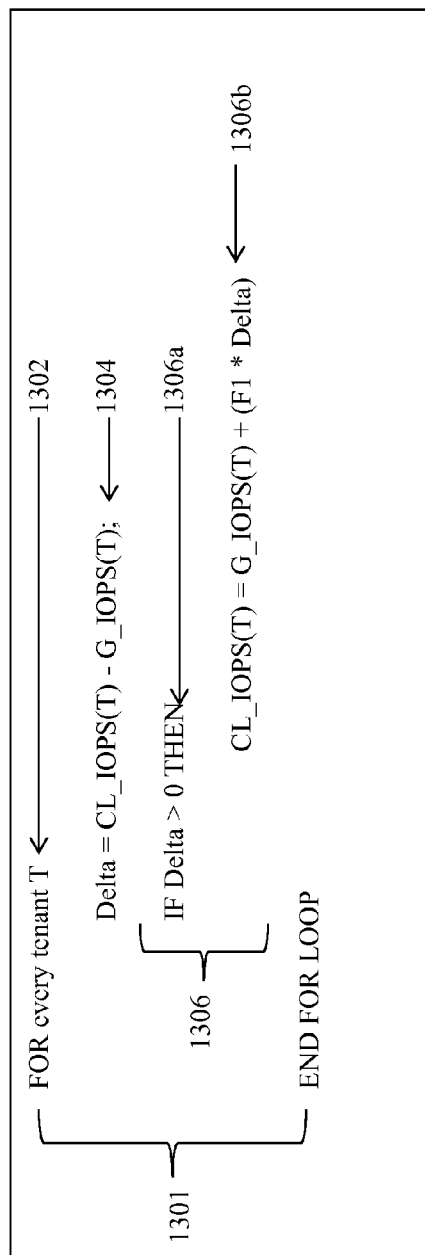 FOR every tenant T 1302
Delta = CL_IOPS(T) - G_IOPS(T); 1304
IF Delta > 0 THEN 1306a
CL_IOPS(T) = G_IOPS(T) + (F1 * Delta) 1306b
1306
END FOR LOOP
1301